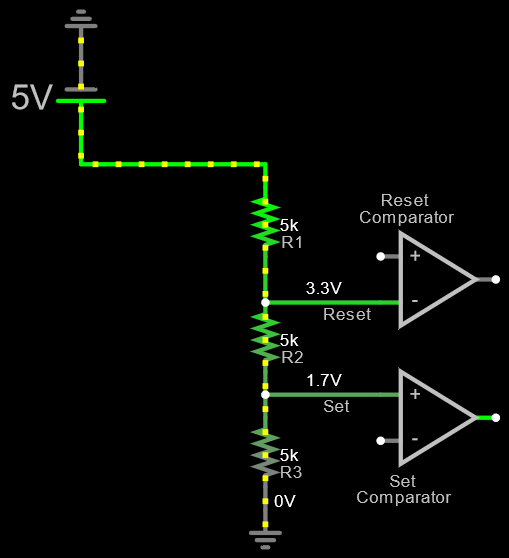 5V
Reset
Comparator
+
-
5k
R1
3.3V
Reset
5k
R2
1.7V
Set
+
-
5k
R3
Set
Comparator
0V